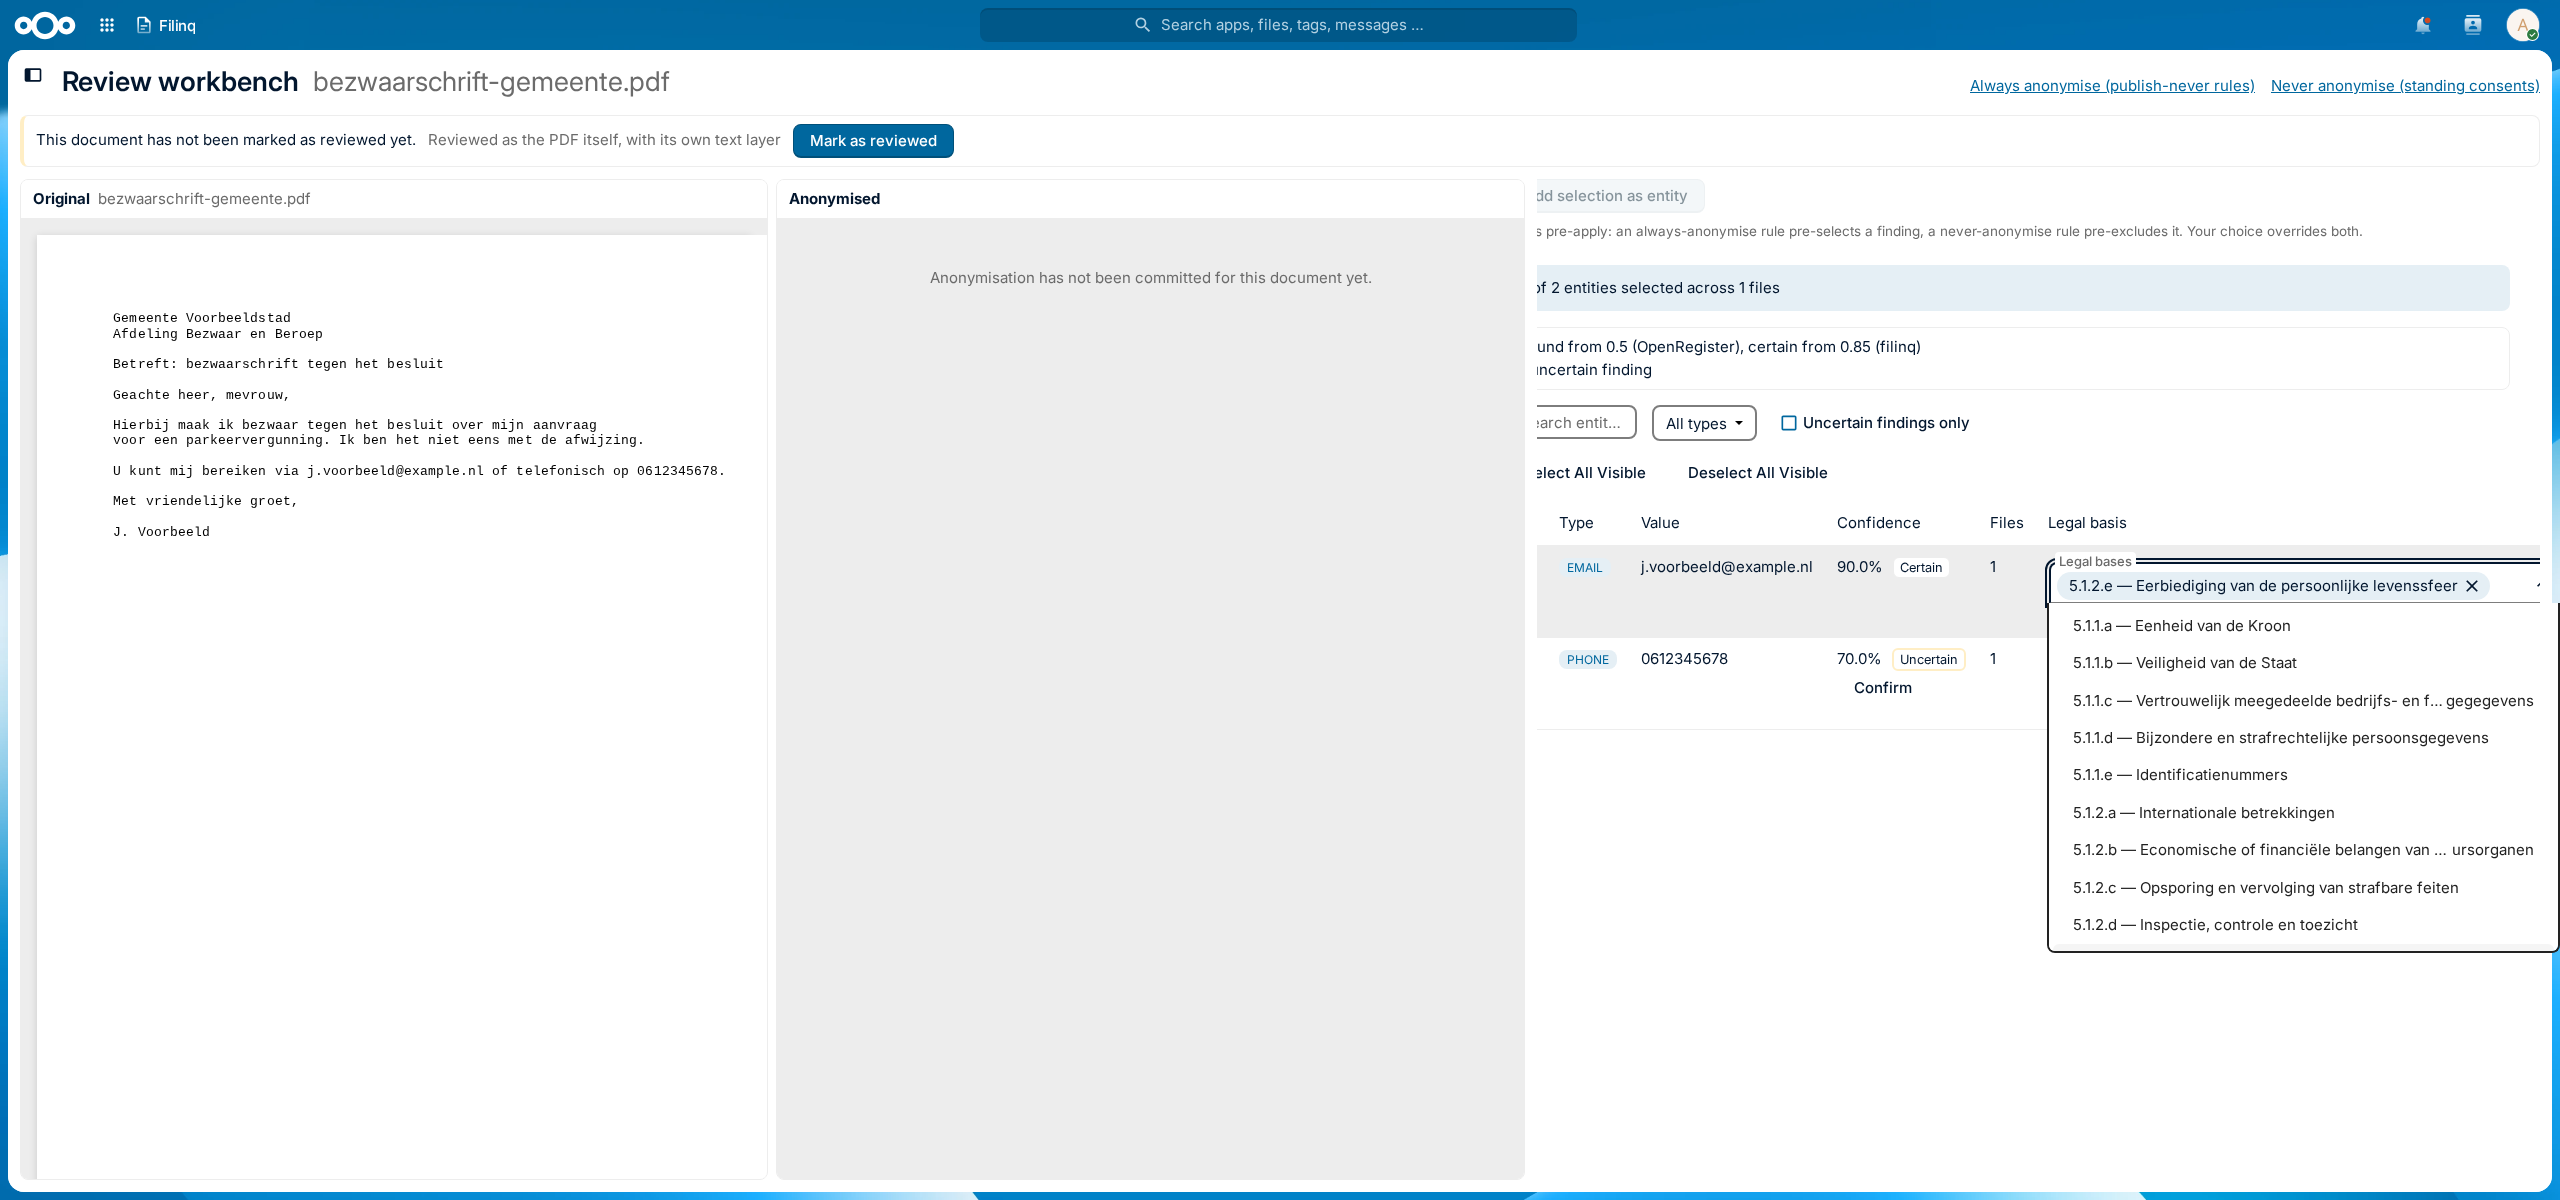 Filinq
Search apps, files, tags, messages ...
A
Review workbench bezwaarschrift-gemeente.pdf
Always anonymise (publish-never rules) Never anonymise (standing consents)
This document has not been marked as reviewed yet. Reviewed as the PDF itself, with its own text layer Mark as reviewed
Original bezwaarschrift-gemeente.pdf
Gemeente Voorbeeldstad
Afdeling Bezwaar en Beroep
Betreft: bezwaarschrift tegen het besluit
Geachte heer, mevrouw,
Hierbij maak ik bezwaar tegen het besluit over mijn aanvraag
voor een parkeervergunning. Ik ben het niet eens met de afwijzing.
U kunt mij bereiken via j.voorbeeld@example.nl of telefonisch op 0612345678.
Met vriendelijke groet,
J. Voorbeeld
Anonymised
Anonymisation has not been committed for this document yet.
dd selection as entity
s pre-apply: an always-anonymise rule pre-selects a finding, a never-anonymise rule pre-excludes it. Your choice overrides both.
of 2 entities selected across 1 files
und from 0.5 (OpenRegister), certain from 0.85 (filinq)
uncertain finding
earch entit... All types Uncertain findings only
elect All Visible Deselect All Visible
Type Value Confidence Files Legal basis
EMAIL j.voorbeeld@example.nl 90.0% Certain 1
Legal bases
5.1.2.e — Eerbiediging van de persoonlijke levenssfeer
PHONE 0612345678 70.0% Uncertain 1
Confirm
5.1.1.a — Eenheid van de Kroon
5.1.1.b — Veiligheid van de Staat
5.1.1.c — Vertrouwelijk meegedeelde bedrijfs- en f... gegegevens
5.1.1.d — Bijzondere en strafrechtelijke persoonsgegevens
5.1.1.e — Identificatienummers
5.1.2.a — Internationale betrekkingen
5.1.2.b — Economische of financiële belangen van ... ursorganen
5.1.2.c — Opsporing en vervolging van strafbare feiten
5.1.2.d — Inspectie, controle en toezicht